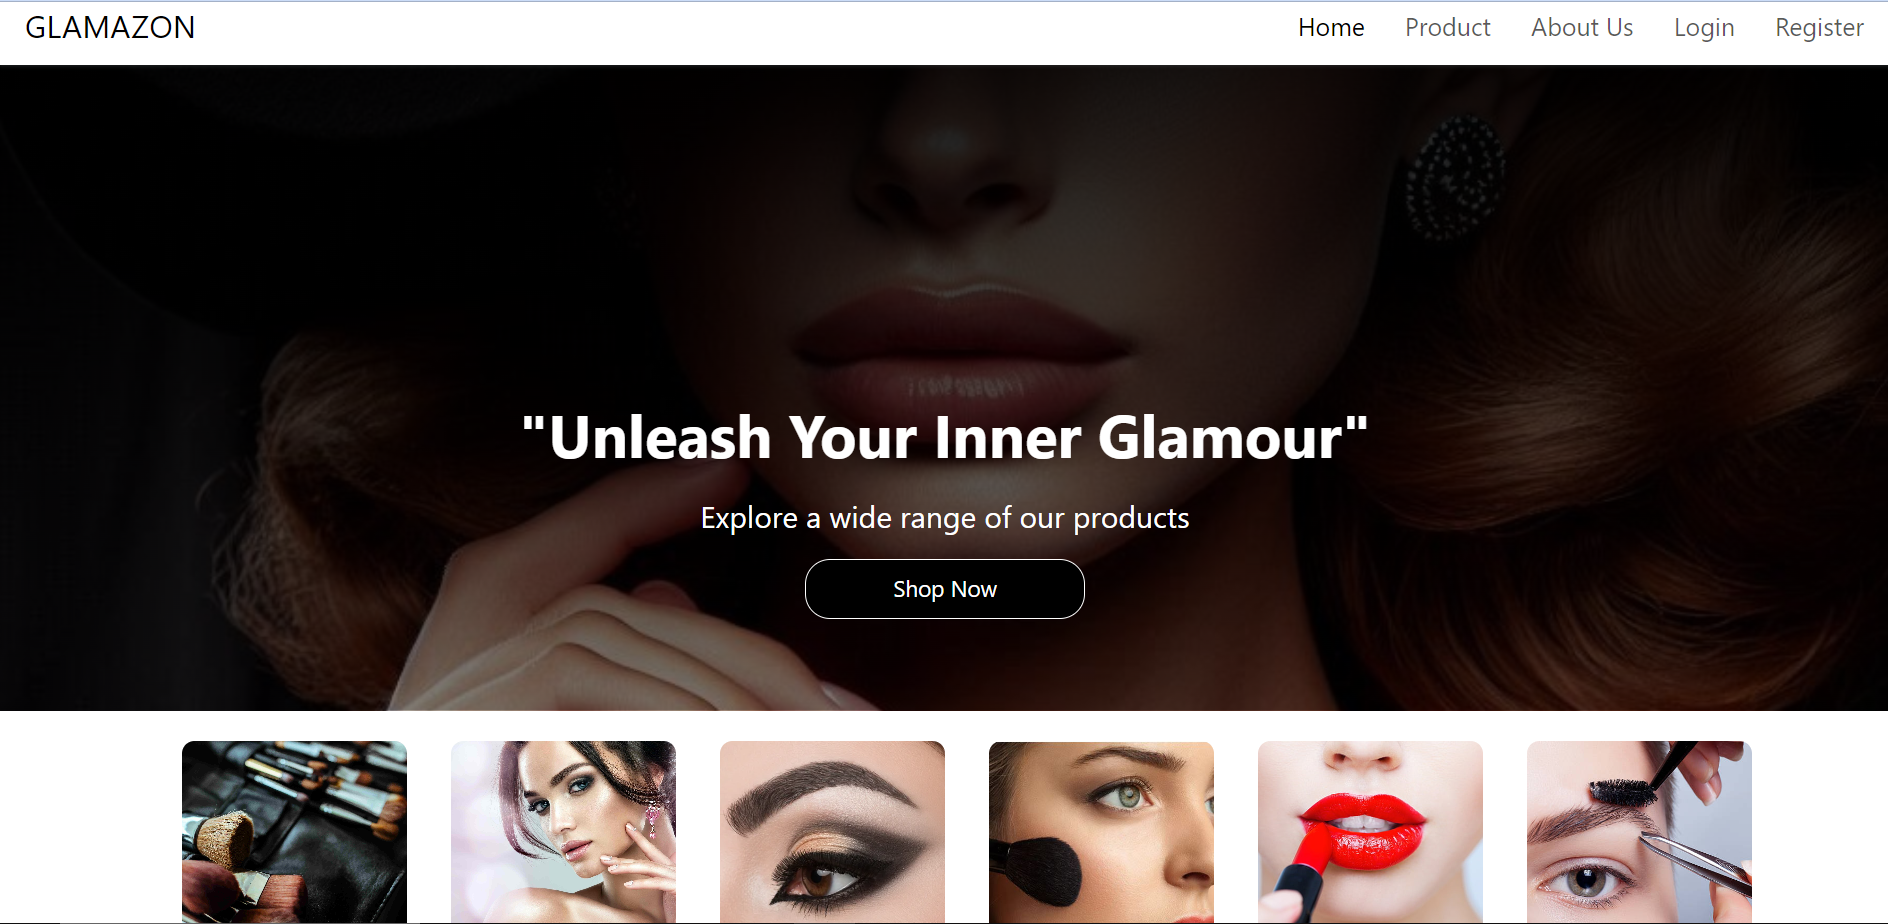 GLAMAZON
Home Product About Us Login Register
"Unleash Your Inner Glamour"
Explore a wide range of our products
Shop Now